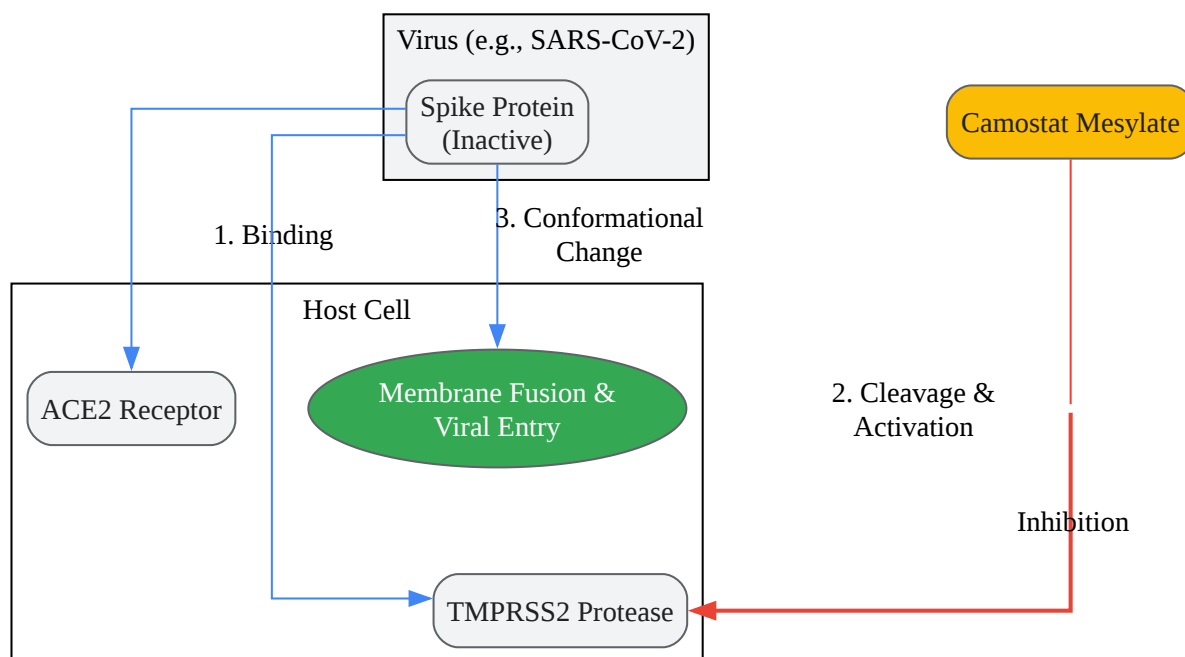 Virus (e.g., SARS-CoV-2)
Spike Protein
(Inactive)
Camostat Mesylate
1. Binding
3. Conformational
Change
Host Cell
ACE2 Receptor
Membrane Fusion &
Viral Entry
2. Cleavage &
Activation
Inhibition
TMPRSS2 Protease